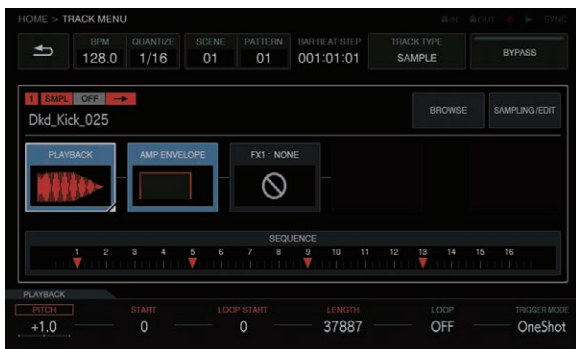 HOME > TRACK MENU
IN OUT SYNC
BPM QUANTIZE SCENE PATTERN BAR:BEAT:STEP TRACK TYPE
128.0 1/16 01 01 001:01:01 SAMPLE BYPASS
1 SMPL OFF
Dkd_Kick_025
BROWSE SAMPLING/EDIT
PLAYBACK AMP ENVELOPE FX1 : NONE
SEQUENCE
1 2 3 4 5 6 7 8 9 10 11 12 13 14 15 16
PLAYBACK
PITCH START LOOP START LENGTH LOOP TRIGGER MODE
+1.0 0 0 37887 OFF OneShot